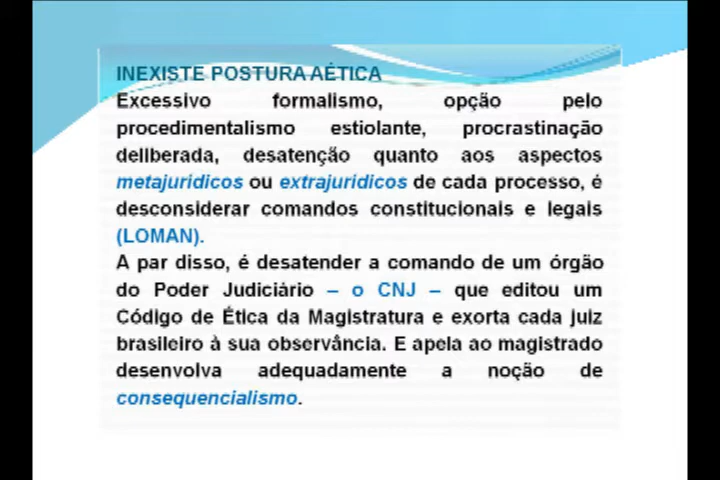 INEXISTE POSTURA AÉTICA
Excessivo formalismo, opção pelo
procedimentalismo estiolante, procrastinação
deliberada, desatenção quanto aos aspectos
metajurídicos ou extrajurídicos de cada processo, é
desconsiderar comandos constitucionais e legais
(LOMAN).
A par disso, é desatender a comando de um órgão
do Poder Judiciário – o CNJ – que editou um
Código de Ética da Magistratura e exorta cada juiz
brasileiro à sua observância. E apela ao magistrado
desenvolva adequadamente a noção de
consequencialismo.